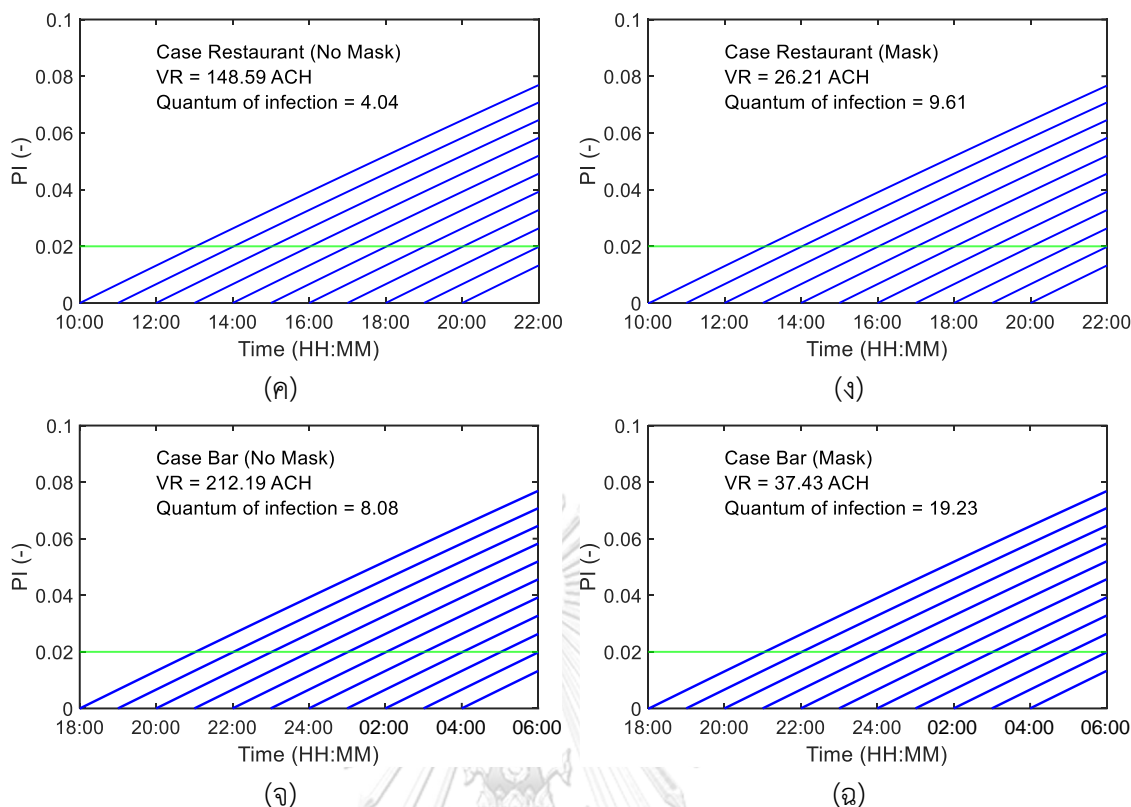 0.1
0.08
0.06
0.04
0.02
0
PI (-)
Case Restaurant (No Mask)
VR = 148.59 ACH
Quantum of infection = 4.04
10:00 12:00 14:00 16:00 18:00 20:00 22:00
Time (HH:MM)
(ค)
0.1
0.08
0.06
0.04
0.02
0
PI (-)
Case Restaurant (Mask)
VR = 26.21 ACH
Quantum of infection = 9.61
10:00 12:00 14:00 16:00 18:00 20:00 22:00
Time (HH:MM)
(ง)
0.1
0.08
0.06
0.04
0.02
0
PI (-)
Case Bar (No Mask)
VR = 212.19 ACH
Quantum of infection = 8.08
18:00 20:00 22:00 24:00 02:00 04:00 06:00
Time (HH:MM)
(จ)
0.1
0.08
0.06
0.04
0.02
0
PI (-)
Case Bar (Mask)
VR = 37.43 ACH
Quantum of infection = 19.23
18:00 20:00 22:00 24:00 02:00 04:00 06:00
Time (HH:MM)
(ฉ)